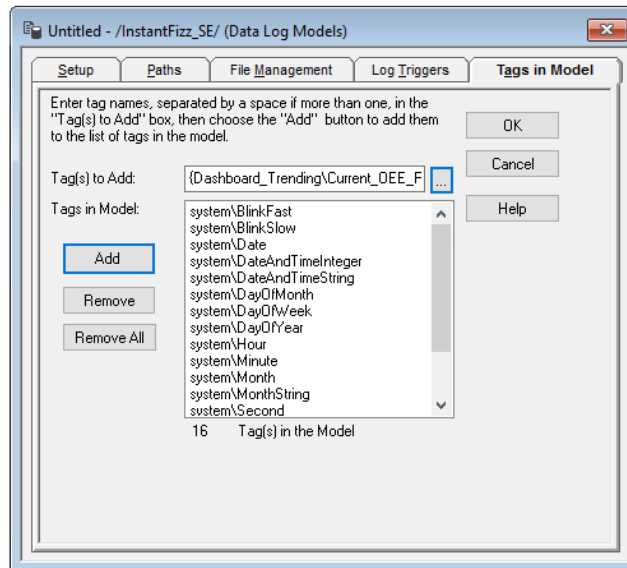 Untitled - /InstantFizz_SE/ (Data Log Models)
Setup
Paths
File Management
Log Triggers
Tags in Model
Enter tag names, separated by a space if more than one, in the
"Tag(s) to Add" box, then choose the "Add" button to add them
to the list of tags in the model.
OK
Cancel
Help
Tag(s) to Add:
{Dashboard_Trending\Current_OEE_F
...
Tags in Model:
Add
Remove
Remove All
system\BlinkFast
system\BlinkSlow
system\Date
system\DateAndTimeInteger
system\DateAndTimeString
system\DayOfMonth
system\DayOfWeek
system\DayOfYear
system\Hour
system\Minute
system\Month
system\MonthString
system\Second
16 Tag(s) in the Model